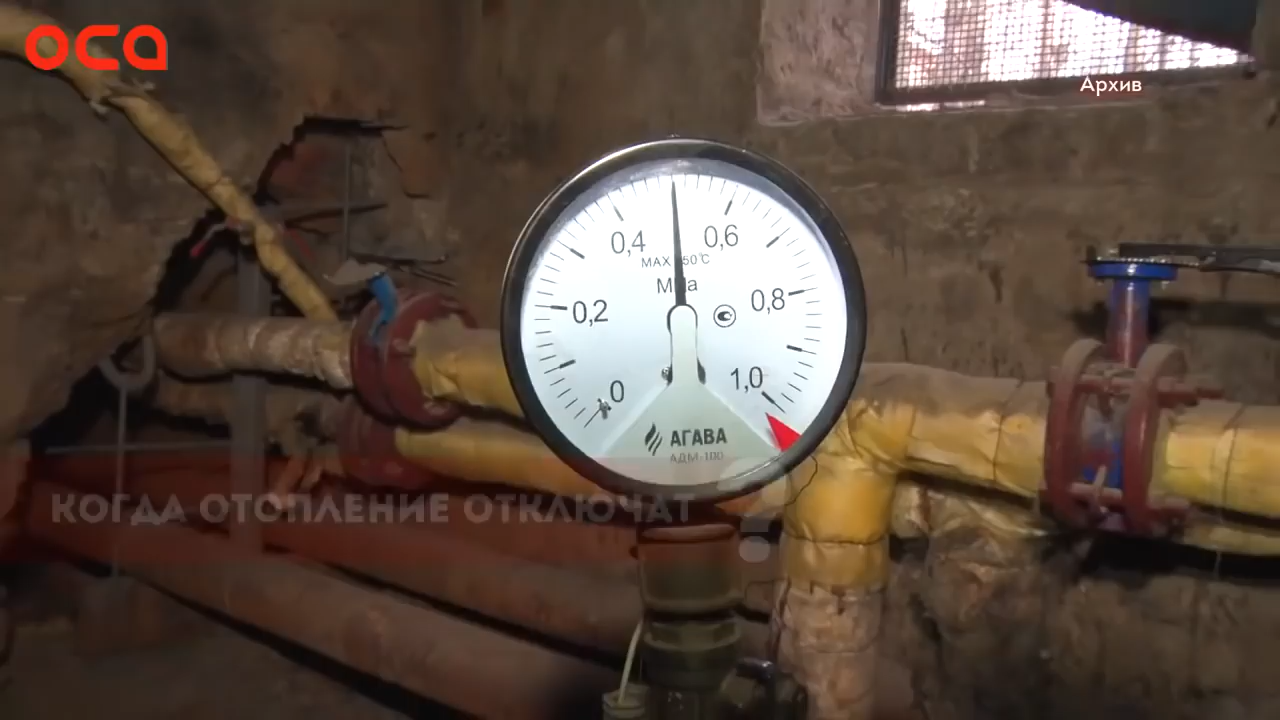 оса
Архив
0,4
0,6
MAX 150°C
МПа
0,2
0,8
0
1,0
АГАВА
АДМ-100
КОГДА ОТОПЛЕНИЕ ОТКЛЮЧАТ ?